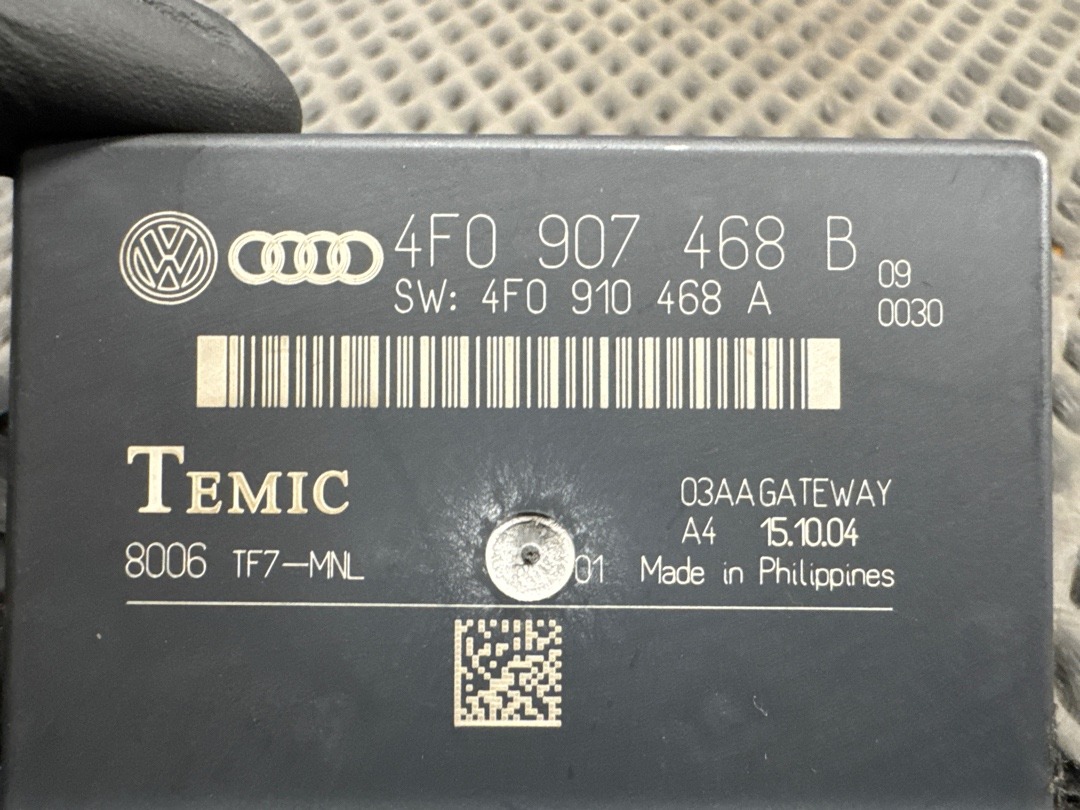 4F0 907 468 B 09
SW: 4F0 910 468 A 0030
TEMIC
03AAGATEWAY
A4 15.10.04
8006 TF7-MNL 01 Made in Philippines